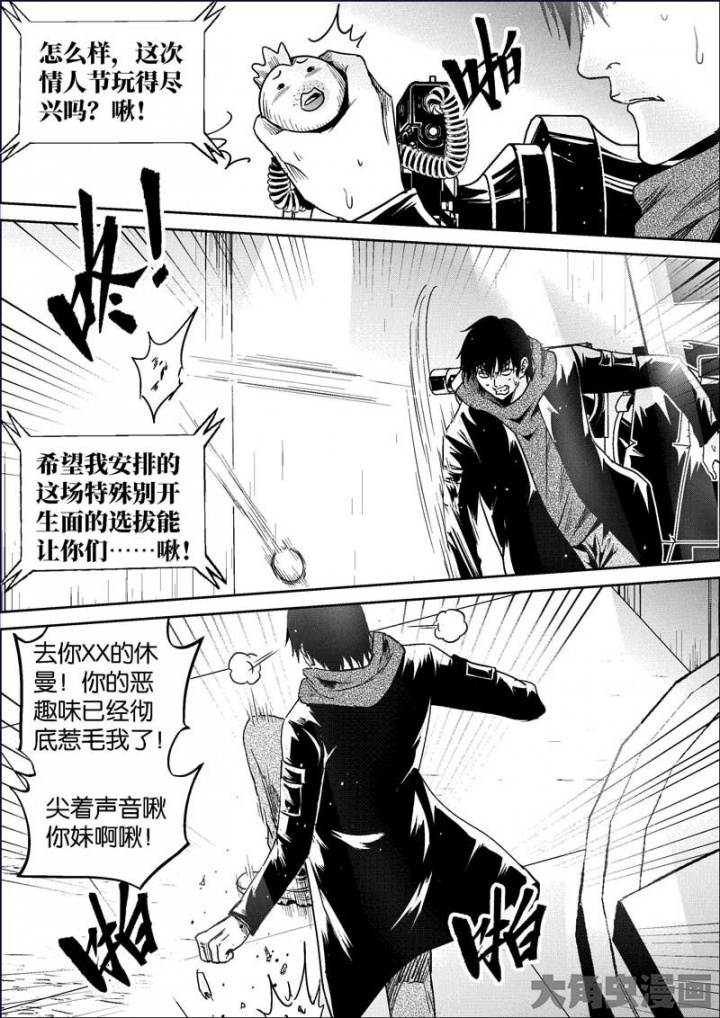 怎么样，这次
情人节玩得尽
兴吗？啾！
啪
咚！
希望我安排的
这场特殊别开
生面的选拔能
让你们……啾！
去你XX的休
曼！你的恶
趣味已经彻
底惹毛我了！
尖着声音啾
你妹啊啾！
啪
啪
大角虫漫画